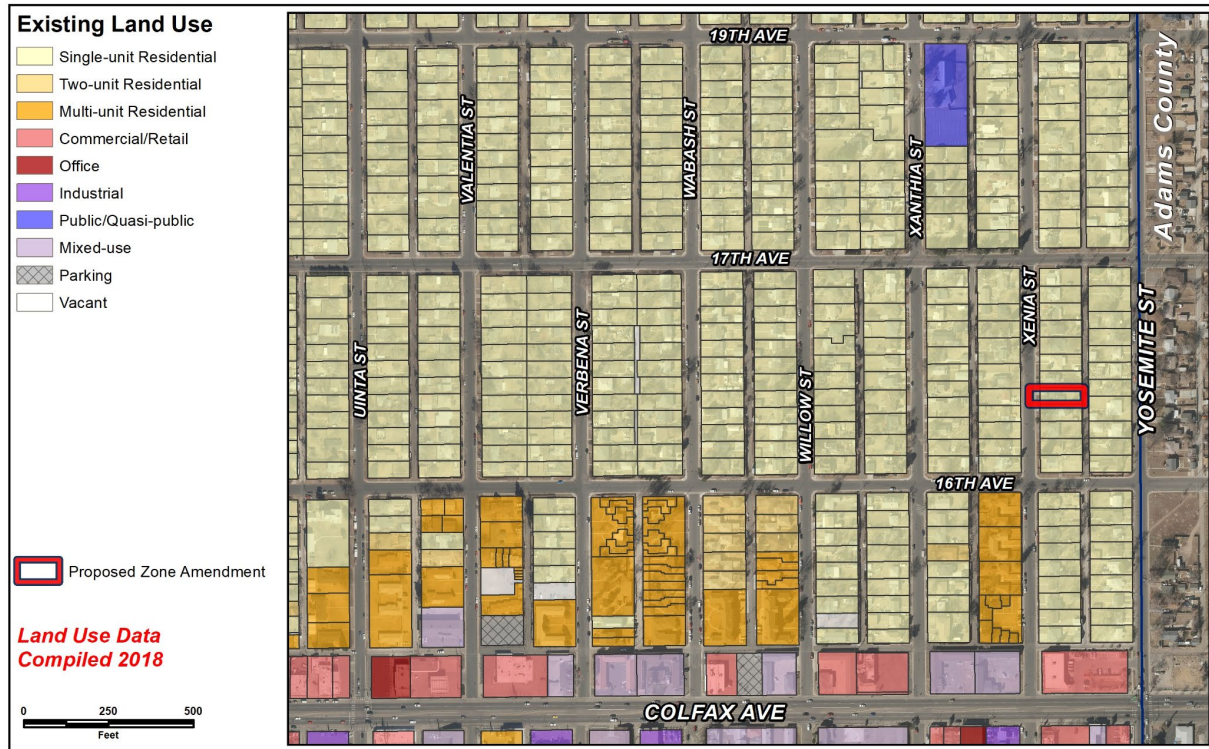 Existing Land Use
Single-unit Residential
Two-unit Residential
Multi-unit Residential
Commercial/Retail
Office
Industrial
Public/Quasi-public
Mixed-use
Parking
Vacant
Proposed Zone Amendment
Land Use Data
Compiled 2018
0 250 500
Feet
19TH AVE
VALENTIA ST
WABASH ST
XANTHIA ST
Adams County
17TH AVE
UINTA ST
VERBENA ST
WILLOW ST
XENIA ST
YOSEMITE ST
16TH AVE
COLFAX AVE